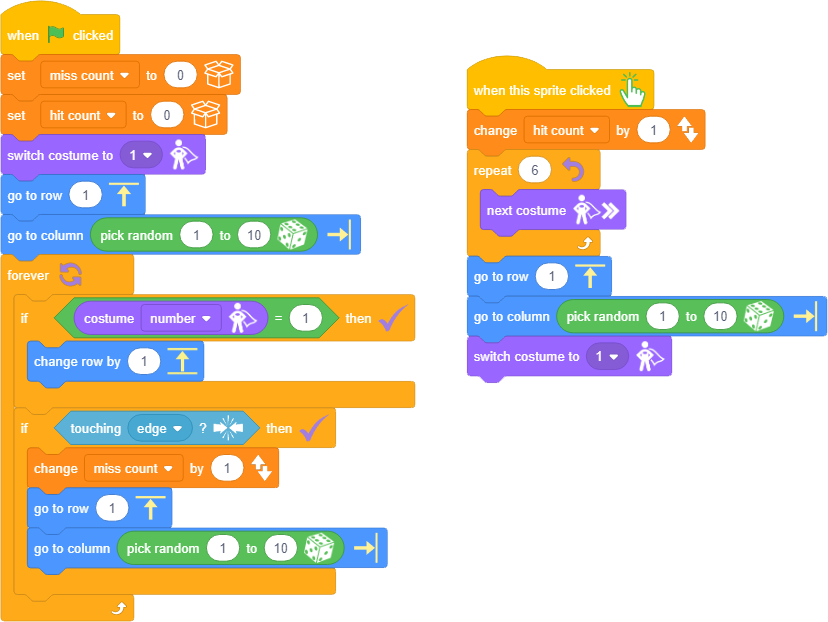 when clicked
set miss count to 0
set hit count to 0
switch costume to 1
go to row 1
go to column pick random 1 to 10
forever
if costume number = 1 then
change row by 1
if touching edge ? then
change miss count by 1
go to row 1
go to column pick random 1 to 10
when this sprite clicked
change hit count by 1
repeat 6
next costume
go to row 1
go to column pick random 1 to 10
switch costume to 1